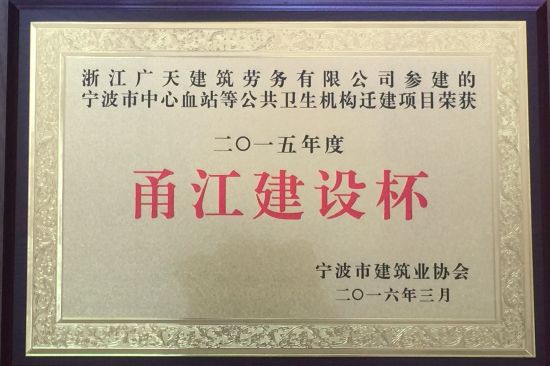 浙江广天建筑劳务有限公司参建的
宁波市中心血站等公共卫生机构迁建项目荣获
二〇一五年度
甬江建设杯
宁波市建筑业协会
二〇一六年三月